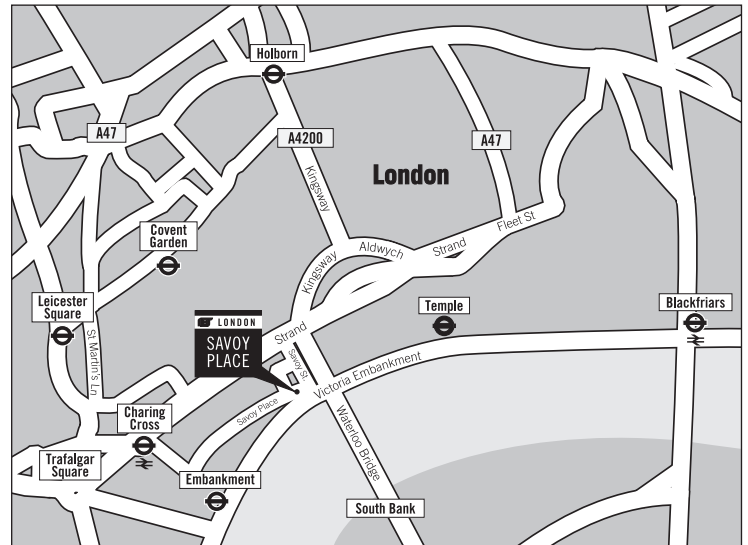 Holborn
A47
A4200
A47
London
Kingsway
Covent
Garden
Fleet St
Strand
Aldwych
Kingsway
Leicester
Square
LONDON
SAVOY
PLACE
Temple
Blackfriars
Strand
Savoy St.
St Martin's Ln
Victoria Embankment
Savoy Place
Charing
Cross
Waterloo Bridge
Trafalgar
Square
Embankment
South Bank